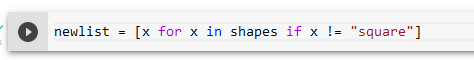 newlist = [x for x in shapes if x != "square"]